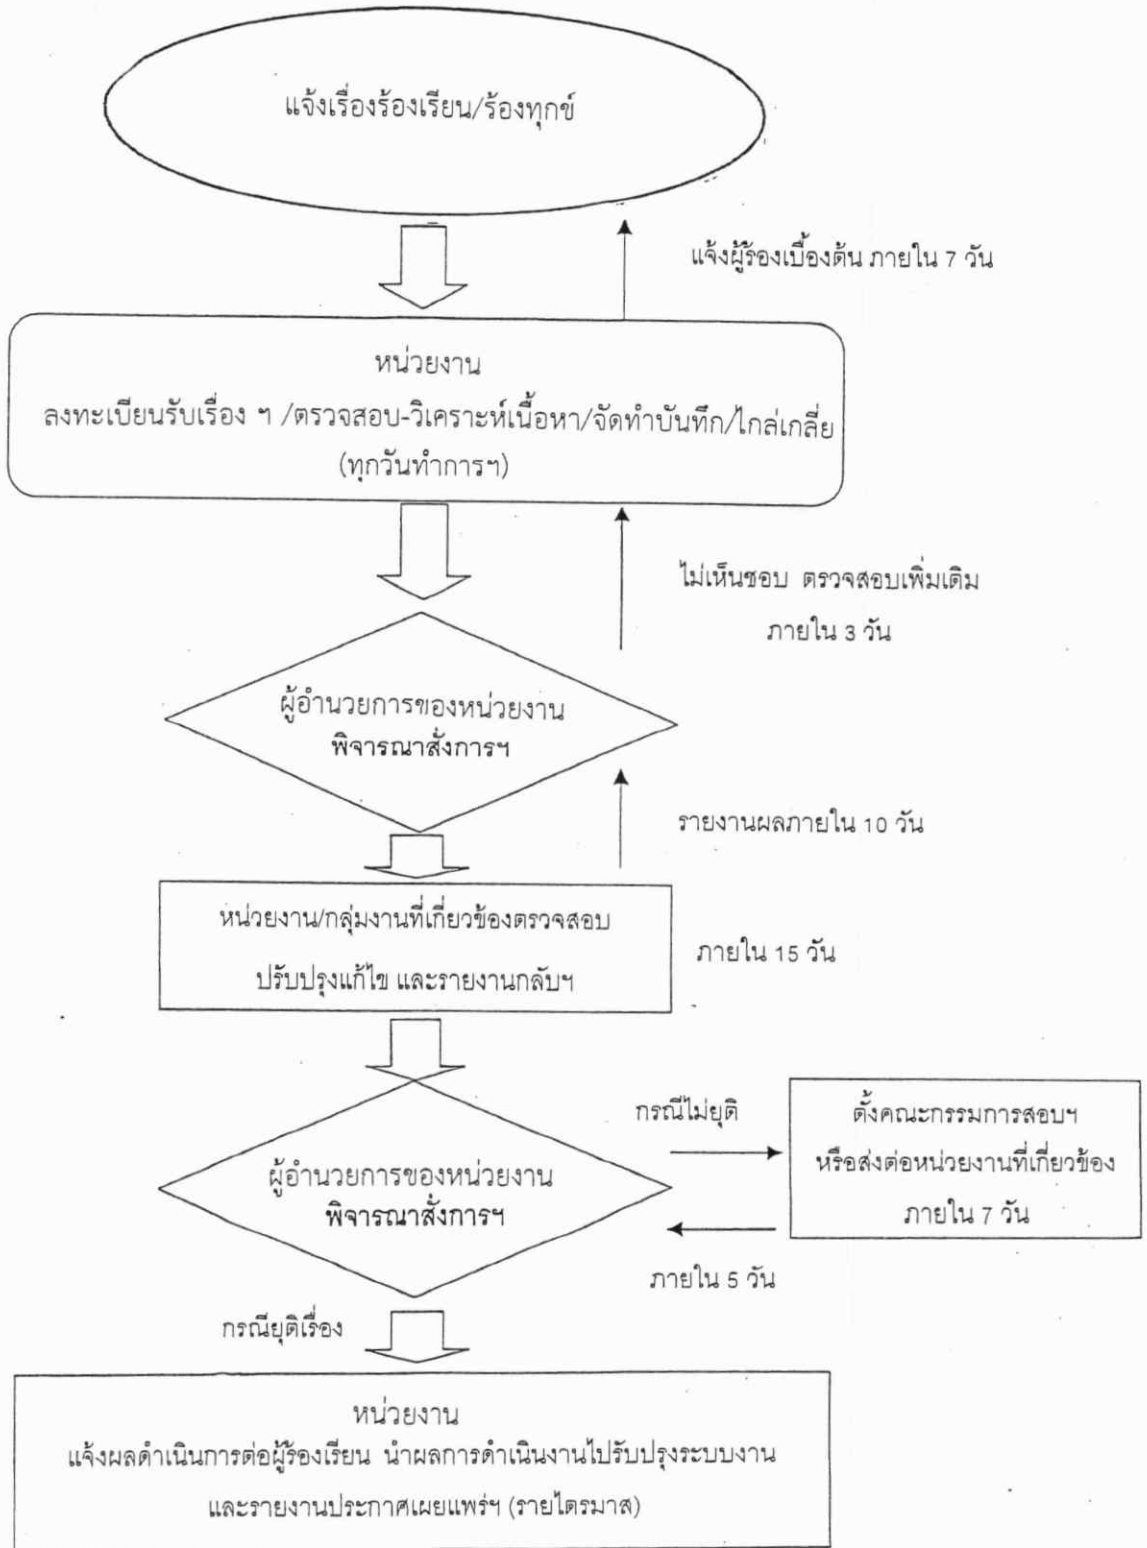 แจ้งเรื่องร้องเรียน/ร้องทุกข์
แจ้งผู้ร้องเบื้องต้น ภายใน 7 วัน
หน่วยงาน
ลงทะเบียนรับเรื่อง ฯ /ตรวจสอบ-วิเคราะห์เนื้อหา/จัดทำบันทึก/ไกล่เกลี่ย
(ทุกวันทำการฯ)
ไม่เห็นชอบ ตรวจสอบเพิ่มเติม
ภายใน 3 วัน
ผู้อำนวยการของหน่วยงาน
พิจารณาสั่งการฯ
รายงานผลภายใน 10 วัน
หน่วยงาน/กลุ่มงานที่เกี่ยวข้องตรวจสอบ
ปรับปรุงแก้ไข และรายงานกลับฯ
ภายใน 15 วัน
กรณีไม่ยุติ
ตั้งคณะกรรมการสอบฯ
หรือส่งต่อหน่วยงานที่เกี่ยวข้อง
ภายใน 7 วัน
ผู้อำนวยการของหน่วยงาน
พิจารณาสั่งการฯ
ภายใน 5 วัน
กรณียุติเรื่อง
หน่วยงาน
แจ้งผลดำเนินการต่อผู้ร้องเรียน นำผลการดำเนินงานไปปรับปรุงระบบงาน
และรายงานประกาศเผยแพร่ฯ (รายไตรมาส)